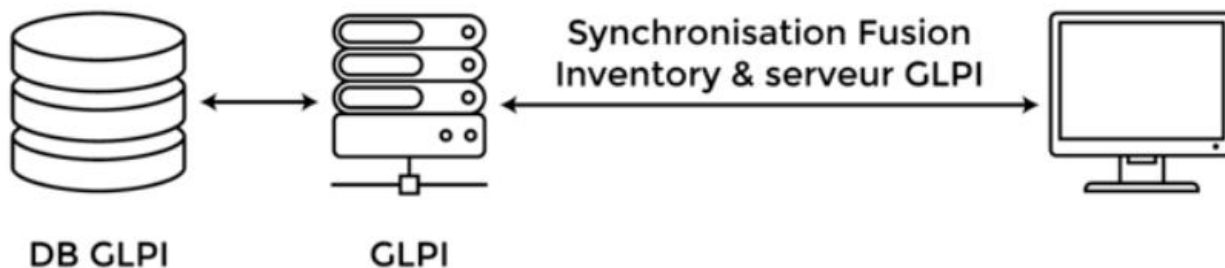 Synchronisation Fusion
Inventory & serveur GLPI
DB GLPI
GLPI